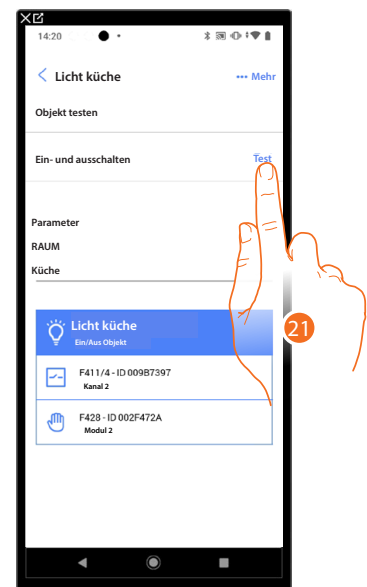 14:20
Licht küche
••• Mehr
Objekt testen
Ein- und ausschalten
Test
Parameter
RAUM
Küche
Licht küche
Ein/Aus Objekt
F411/4 - ID 009B7397
Kanal 2
F428 - ID 002F472A
Modul 2
21